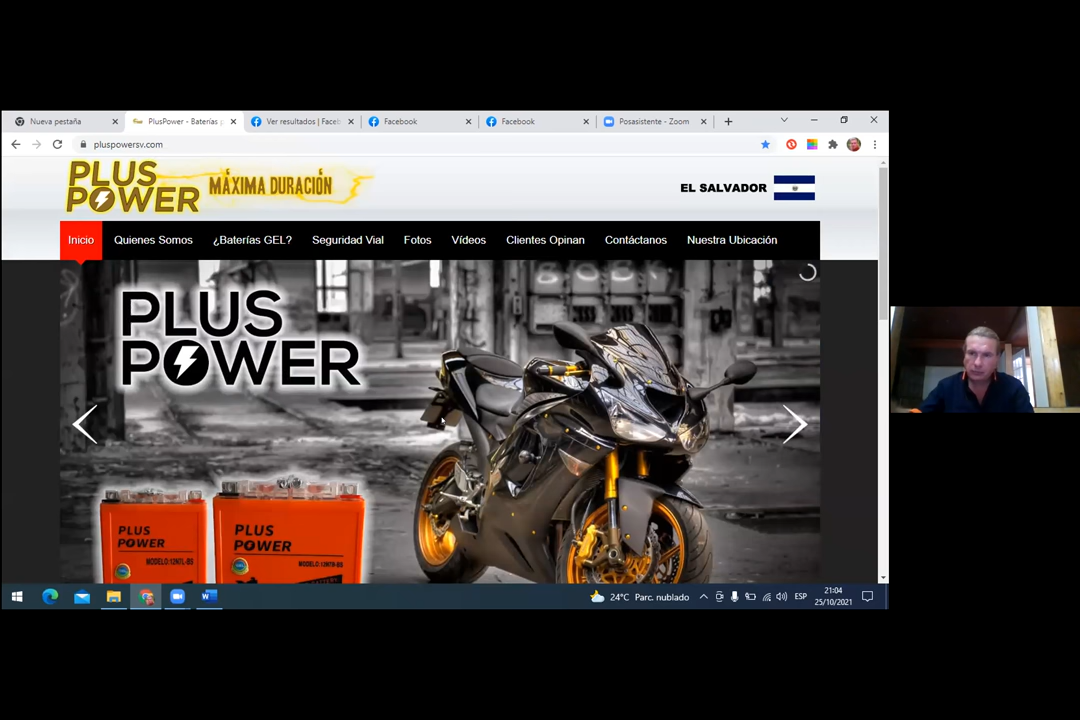 Nueva pestaña
PlusPower - Baterías
Ver resultados | Faceb
Facebook
Facebook
Posasistente - Zoom
pluspowersv.com
PLUS POWER
MÁXIMA DURACIÓN
EL SALVADOR
Inicio
Quienes Somos
¿Baterías GEL?
Seguridad Vial
Fotos
Vídeos
Clientes Opinan
Contáctanos
Nuestra Ubicación
PLUS
POWER
PLUS
POWER
PLUS
POWER
24°C Parc. nublado
ESP
21:04
25/10/2021